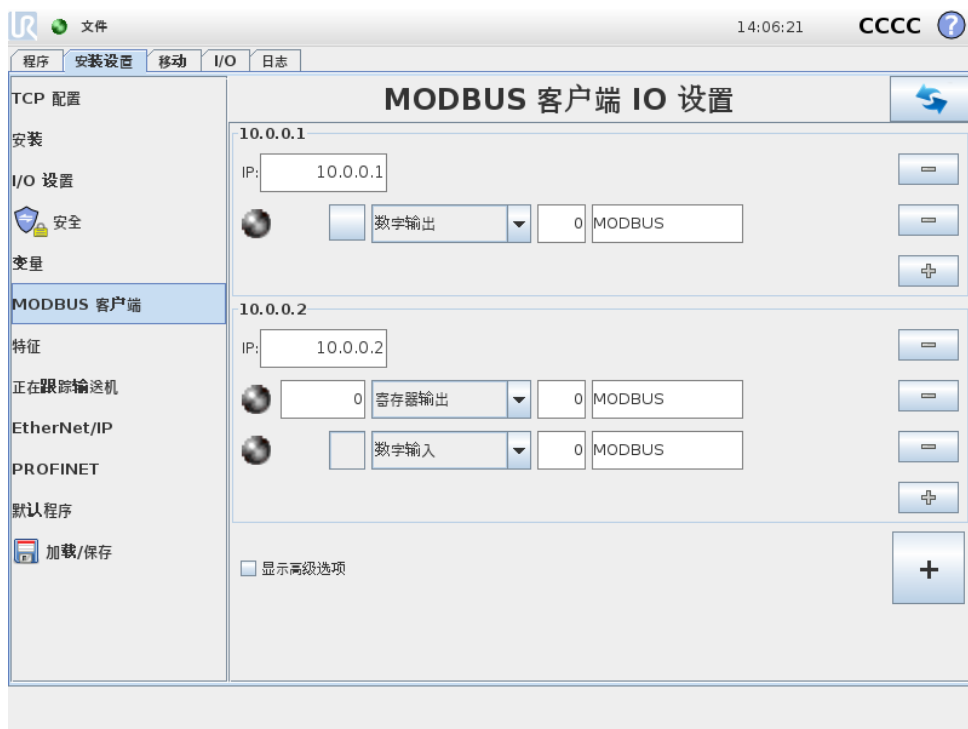 UR 文件 14:06:21 CCCC ?
程序 安装设置 移动 I/O 日志
TCP 配置
安装
I/O 设置
安全
变量
MODBUS 客户端
特征
正在跟踪输送机
EtherNet/IP
PROFINET
默认程序
加载/保存
MODBUS 客户端 IO 设置
10.0.0.1
IP: 10.0.0.1
数字输出 0 MODBUS
10.0.0.2
IP: 10.0.0.2
0 寄存器输出 0 MODBUS
数字输入 0 MODBUS
显示高级选项